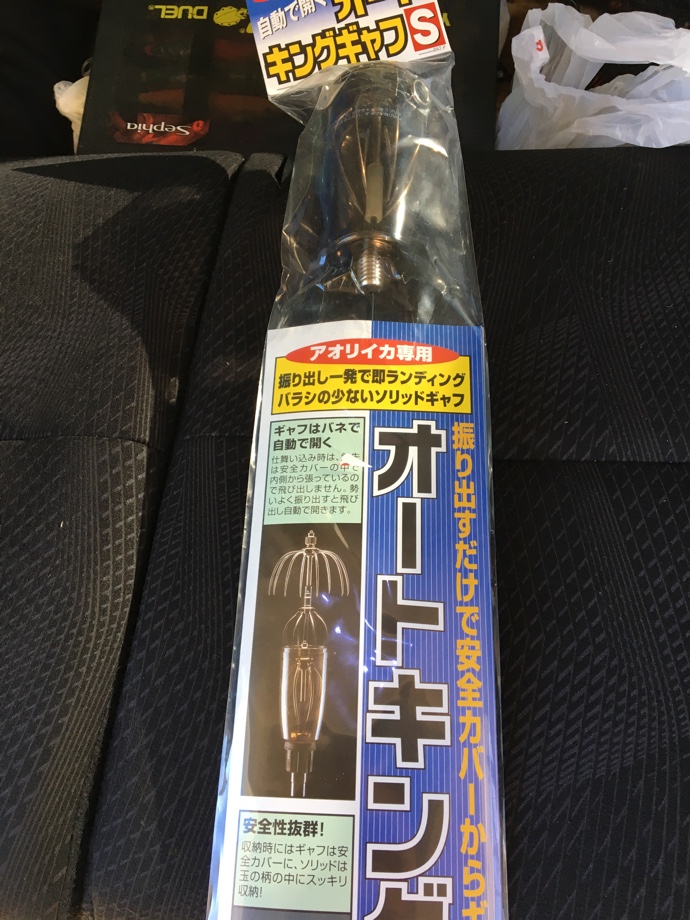 DUEL
Sephia
自動で開く オート
キングギャフ S
アオリイカ専用
振り出し一発で即ランディング
バラシの少ないソリッドギャフ
ギャフはバネで
自動で開く
仕舞い込み時は、
は安全カバーの中で
内側から張っているの
で飛び出しません。勢
いよく振り出すと飛び
出し自動で開きます。
オートキング
振り出すだけで安全カバーから
安全性抜群!
収納時にはギャフは安
全カバーに、ソリッドは
玉の柄の中にスッキリ
収納!